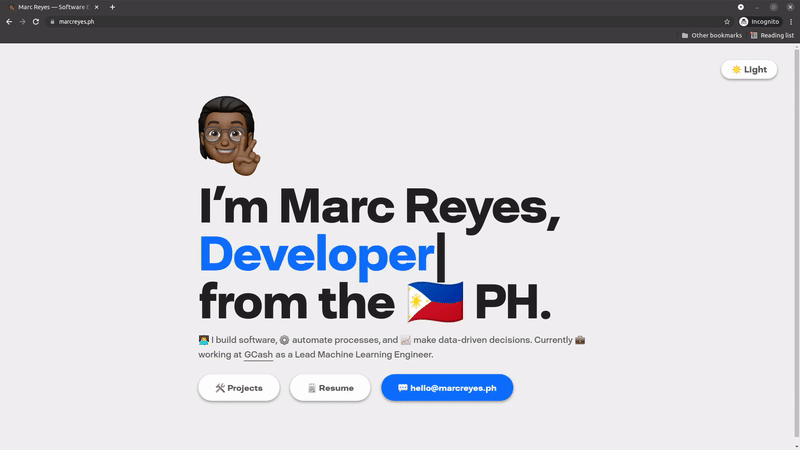 Marc Reyes — Software E
marcreyes.ph
Incognito
Other bookmarks
Reading list
Light
I'm Marc Reyes,
Developer
from the 🇵🇭 PH.
👨🏾‍💻 I build software, ⚙️ automate processes, and 📈 make data-driven decisions. Currently 💼
working at GCash as a Lead Machine Learning Engineer.
Projects
Resume
hello@marcreyes.ph